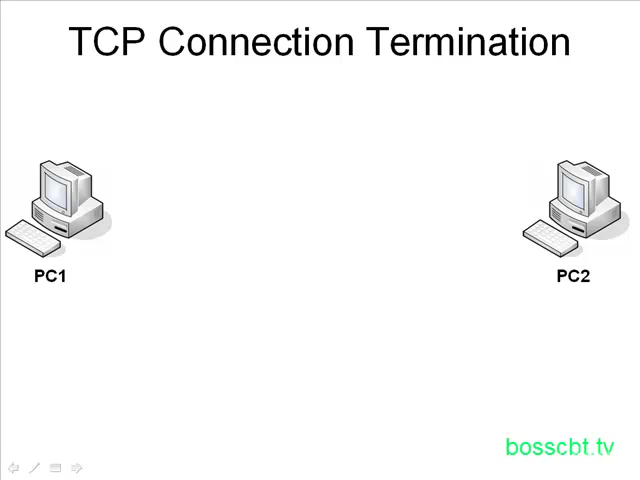 TCP Connection Termination
PC1
PC2
bosscbt.tv